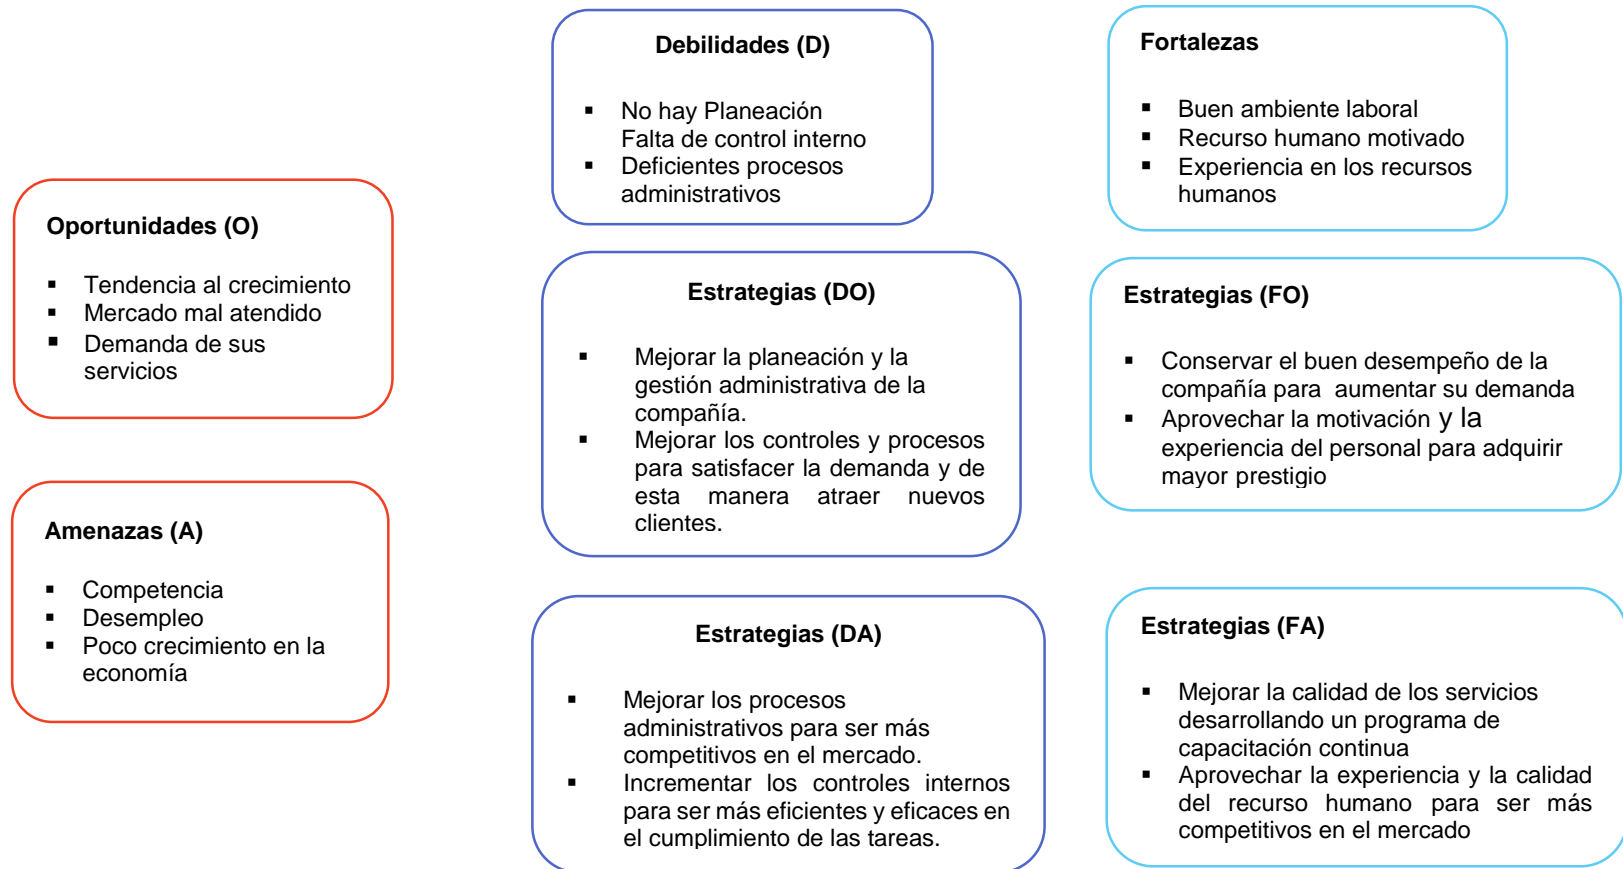 Debilidades (D)
▪ No hay Planeación
Falta de control interno
▪ Deficientes procesos
administrativos
Fortalezas
▪ Buen ambiente laboral
▪ Recurso humano motivado
▪ Experiencia en los recursos
humanos
Oportunidades (O)
▪ Tendencia al crecimiento
▪ Mercado mal atendido
▪ Demanda de sus
servicios
Estrategias (DO)
▪ Mejorar la planeación y la
gestión administrativa de la
compañía.
▪ Mejorar los controles y procesos
para satisfacer la demanda y de
esta manera atraer nuevos
clientes.
Estrategias (FO)
▪ Conservar el buen desempeño de la
compañía para aumentar su demanda
▪ Aprovechar la motivación y la
experiencia del personal para adquirir
mayor prestigio
Amenazas (A)
▪ Competencia
▪ Desempleo
▪ Poco crecimiento en la
economía
Estrategias (DA)
▪ Mejorar los procesos
administrativos para ser más
competitivos en el mercado.
▪ Incrementar los controles internos
para ser más eficientes y eficaces en
el cumplimiento de las tareas.
Estrategias (FA)
▪ Mejorar la calidad de los servicios
desarrollando un programa de
capacitación continua
▪ Aprovechar la experiencia y la calidad
del recurso humano para ser más
competitivos en el mercado